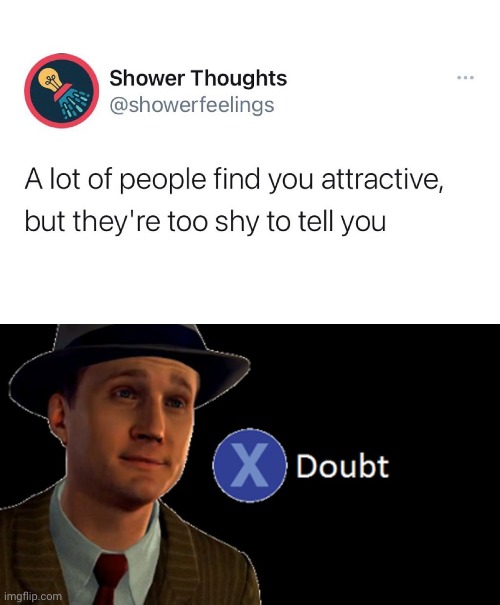 Shower Thoughts
@showerfeelings
A lot of people find you attractive,
but they're too shy to tell you
X Doubt
imgflip.com